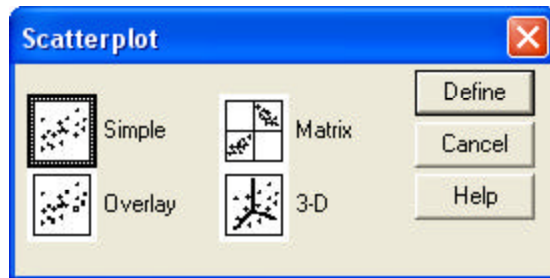 Scatterplot
Simple
Matrix
Overlay
3-D
Define
Cancel
Help